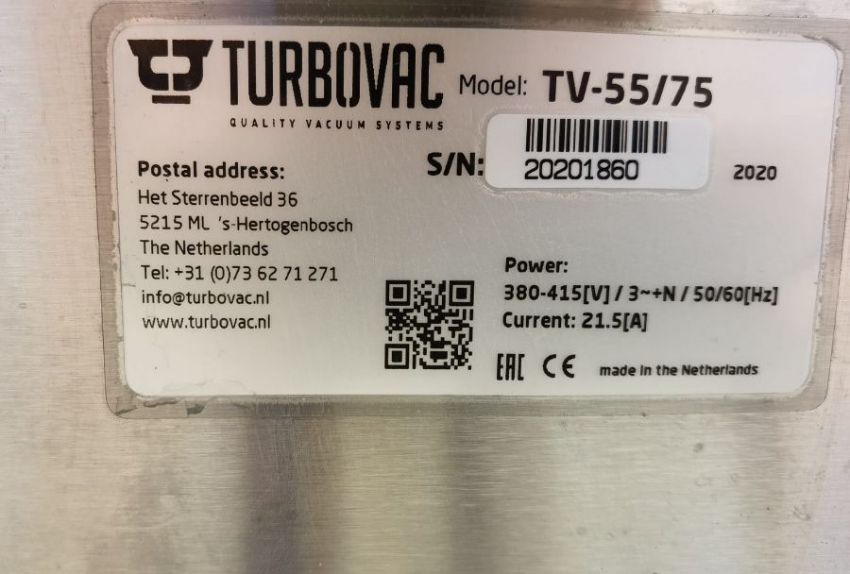 TURBOVAC
QUALITY VACUUM SYSTEMS
Model: TV-55/75
S/N: 20201860
2020
Postal address:
Het Sterrenbeeld 36
5215 ML 's-Hertogenbosch
The Netherlands
Tel: +31 (0)73 62 71 271
info@turbovac.nl
www.turbovac.nl
Power:
380-415[V] / 3~+N / 50/60[Hz]
Current: 21.5[A]
EAC CE made in the Netherlands